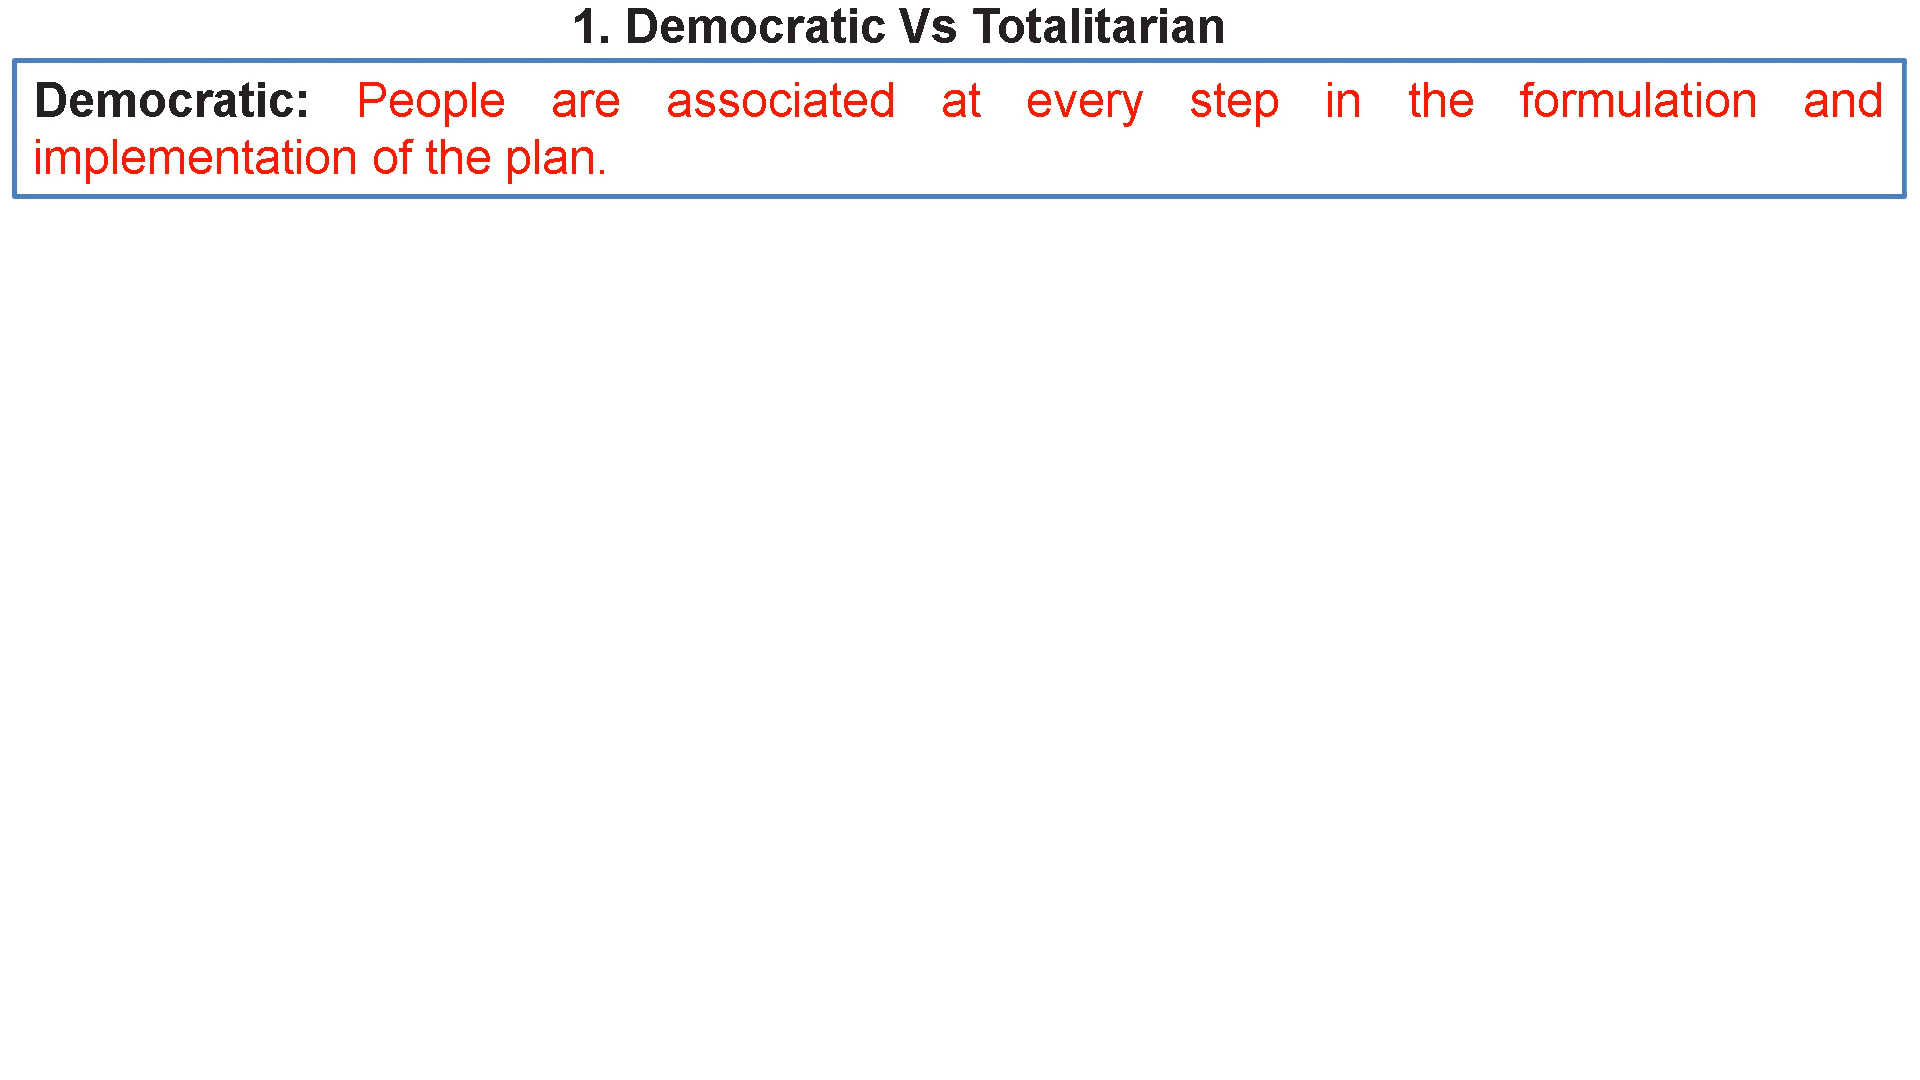 1. Democratic Vs Totalitarian
Democratic: People are associated at every step in the formulation and
implementation of the plan.